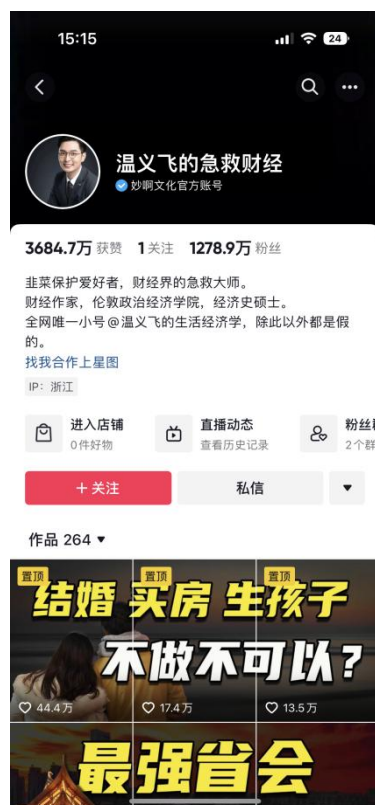 15:15
24
温义飞的急救财经
妙啊文化官方账号
3684.7万 获赞 1 关注 1278.9万 粉丝
韭菜保护爱好者，财经界的急救大师。
财经作家，伦敦政治经济学院，经济史硕士。
全网唯一小号@温义飞的生活经济学，除此以外都是假
的。
找我合作上星图
IP：浙江
进入店铺 直播动态
0件好物 查看历史记录 2个群
+ 关注 私信
作品 264
置顶 置顶 置顶
结婚 买房 生孩子
不做不可以？
44.4万 17.4万 13.5万
最强省会